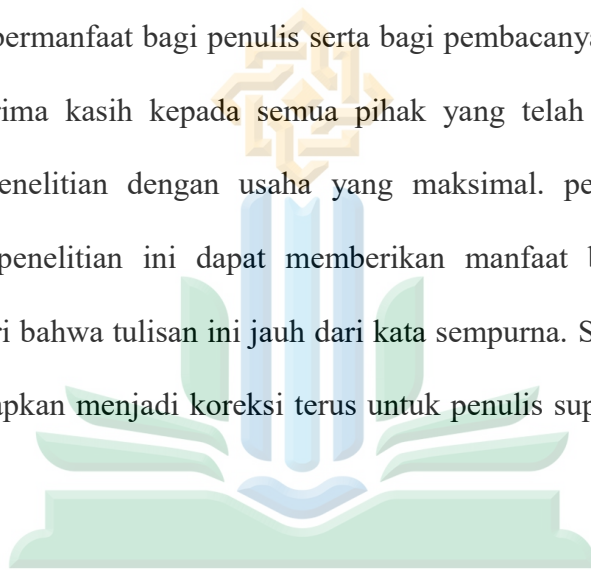 bermanfaat bagi penulis serta bagi pembacanya
rima kasih kepada semua pihak yang telah
enelitian dengan usaha yang maksimal. pe
penelitian ini dapat memberikan manfaat b
ri bahwa tulisan ini jauh dari kata sempurna. S
apkan menjadi koreksi terus untuk penulis sup